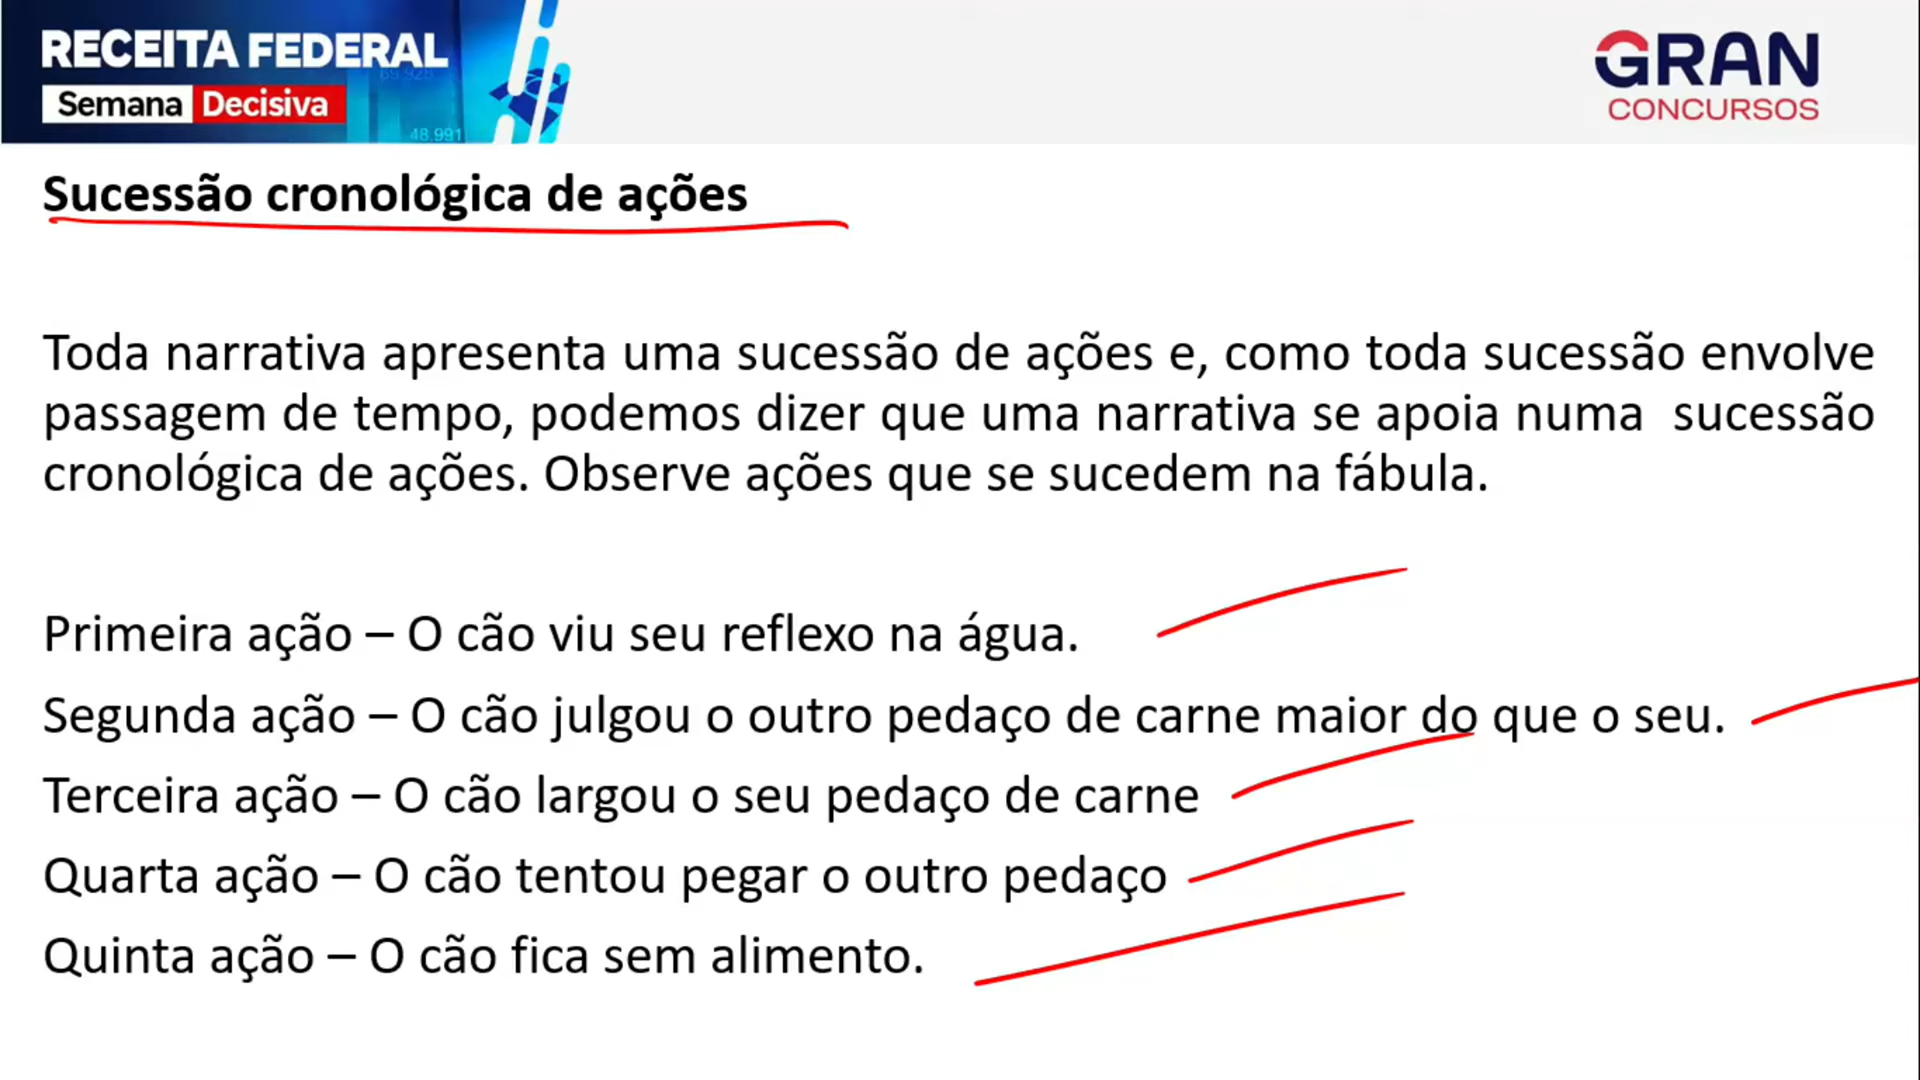 RECEITA FEDERAL
Semana Decisiva
69.928
48.991
GRAN
CONCURSOS
Sucessão cronológica de ações
Toda narrativa apresenta uma sucessão de ações e, como toda sucessão envolve
passagem de tempo, podemos dizer que uma narrativa se apoia numa sucessão
cronológica de ações. Observe ações que se sucedem na fábula.
Primeira ação – O cão viu seu reflexo na água.
Segunda ação – O cão julgou o outro pedaço de carne maior do que o seu.
Terceira ação – O cão largou o seu pedaço de carne
Quarta ação – O cão tentou pegar o outro pedaço
Quinta ação – O cão fica sem alimento.